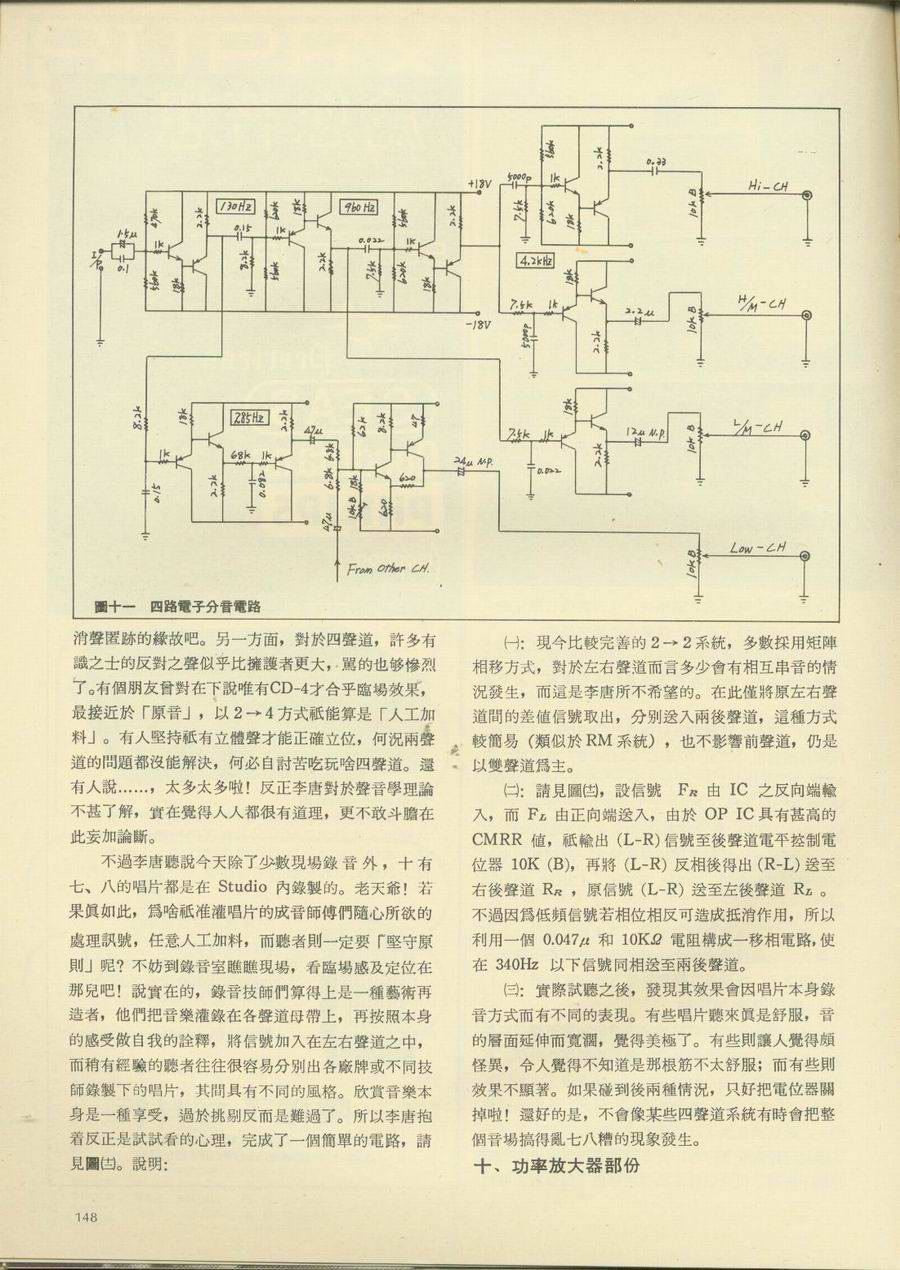 +18V
-18V
130Hz
960Hz
4.2kHz
285Hz
I/P
1.5μ
0.1
470k
560k
1k
18k
2.2k
0.15
8.2k
620k
560k
1k
18k
2.2k
0.022
7.5k
560k
620k
1k
18k
2.2k
5000p
7.5k
560k
620k
1k
18k
2.2k
0.33
10k B
Hi-CH
7.5k
5000p
1k
18k
2.2k
2.2μ
10k B
H/M-CH
7.5k
0.022
1k
18k
2.2k
12μ N.P.
10k B
L/M-CH
8.2k
0.15
1k
18k
2.2k
68k
0.082
1k
2.2k
47μ
6.8k
6.8k
47μ
62k
18k
10k B
8.2k
620
620
47
24μ N.P.
10k B
Low-CH
From Other CH.
圖十一 四路電子分音電路
消聲匿跡的緣故吧。另一方面，對於四聲道，許多有
識之士的反對之聲似乎比擁護者更大，罵的也够慘烈
了。有個朋友曾對在下說唯有CD-4才合乎臨場效果，
最接近於「原音」，以2→4方式祇能算是「人工加
料」。有人堅持祇有立體聲才能正確立位，何況兩聲
道的問題都沒能解決，何必自討苦吃玩啥四聲道。還
有人說……，太多太多啦！反正李唐對於聲音學理論
不甚了解，實在覺得人人都很有道理，更不敢斗膽在
此妄加論斷。
不過李唐聽說今天除了少數現場錄音外，十有
七、八的唱片都是在 Studio 內錄製的。老天爺！若
果眞如此，爲啥祇准灌唱片的成音師傅們隨心所欲的
處理訊號，任意人工加料，而聽者則一定要「堅守原
則」呢？不妨到錄音室瞧瞧現場，看臨場感及定位在
那兒吧！說實在的，錄音技師們算得上是一種藝術再
造者，他們把音樂灌錄在各聲道母帶上，再按照本身
的感受做自我的詮釋，將信號加入在左右聲道之中，
而稍有經驗的聽者往往很容易分別出各廠牌或不同技
師錄製下的唱片，其間具有不同的風格。欣賞音樂本
身是一種享受，過於挑剔反而是難過了。所以李唐抱
着反正是試試看的心理，完成了一個簡單的電路，請
見圖㈩。說明：
㈠：現今比較完善的2→2系統，多數採用矩陣
相移方式，對於左右聲道而言多少會有相互串音的情
況發生，而這是李唐所不希望的。在此僅將原左右聲
道間的差値信號取出，分別送入兩後聲道，這種方式
較簡易（類似於RM系統），也不影響前聲道，仍是
以雙聲道爲主。
㈡：請見圖㈩，設信號 FR 由 IC 之反向端輸
入，而 FL 由正向端送入，由於 OP IC 具有甚高的
CMRR 値，祇輸出 (L-R) 信號至後聲道電平控制電
位器 10K (B)，再將 (L-R) 反相後得出 (R-L) 送至
右後聲道 RR，原信號 (L-R) 送至左後聲道 RL。
不過因爲低頻信號若相位相反可造成抵消作用，所以
利用一個 0.047μ 和 10KΩ 電阻構成一移相電路，使
在 340Hz 以下信號同相送至兩後聲道。
㈢：實際試聽之後，發現其效果會因唱片本身錄
音方式而有不同的表現。有些唱片聽來眞是舒服，音
的層面延伸而寬濶，覺得美極了。有些則讓人覺得頗
怪異，令人覺得不知道是那根筋不太舒服；而有些則
效果不顯著。如果碰到後兩種情況，只好把電位器關
掉啦！還好的是，不會像某些四聲道系統有時會把整
個音場搞得亂七八糟的現象發生。
十、功率放大器部份
148